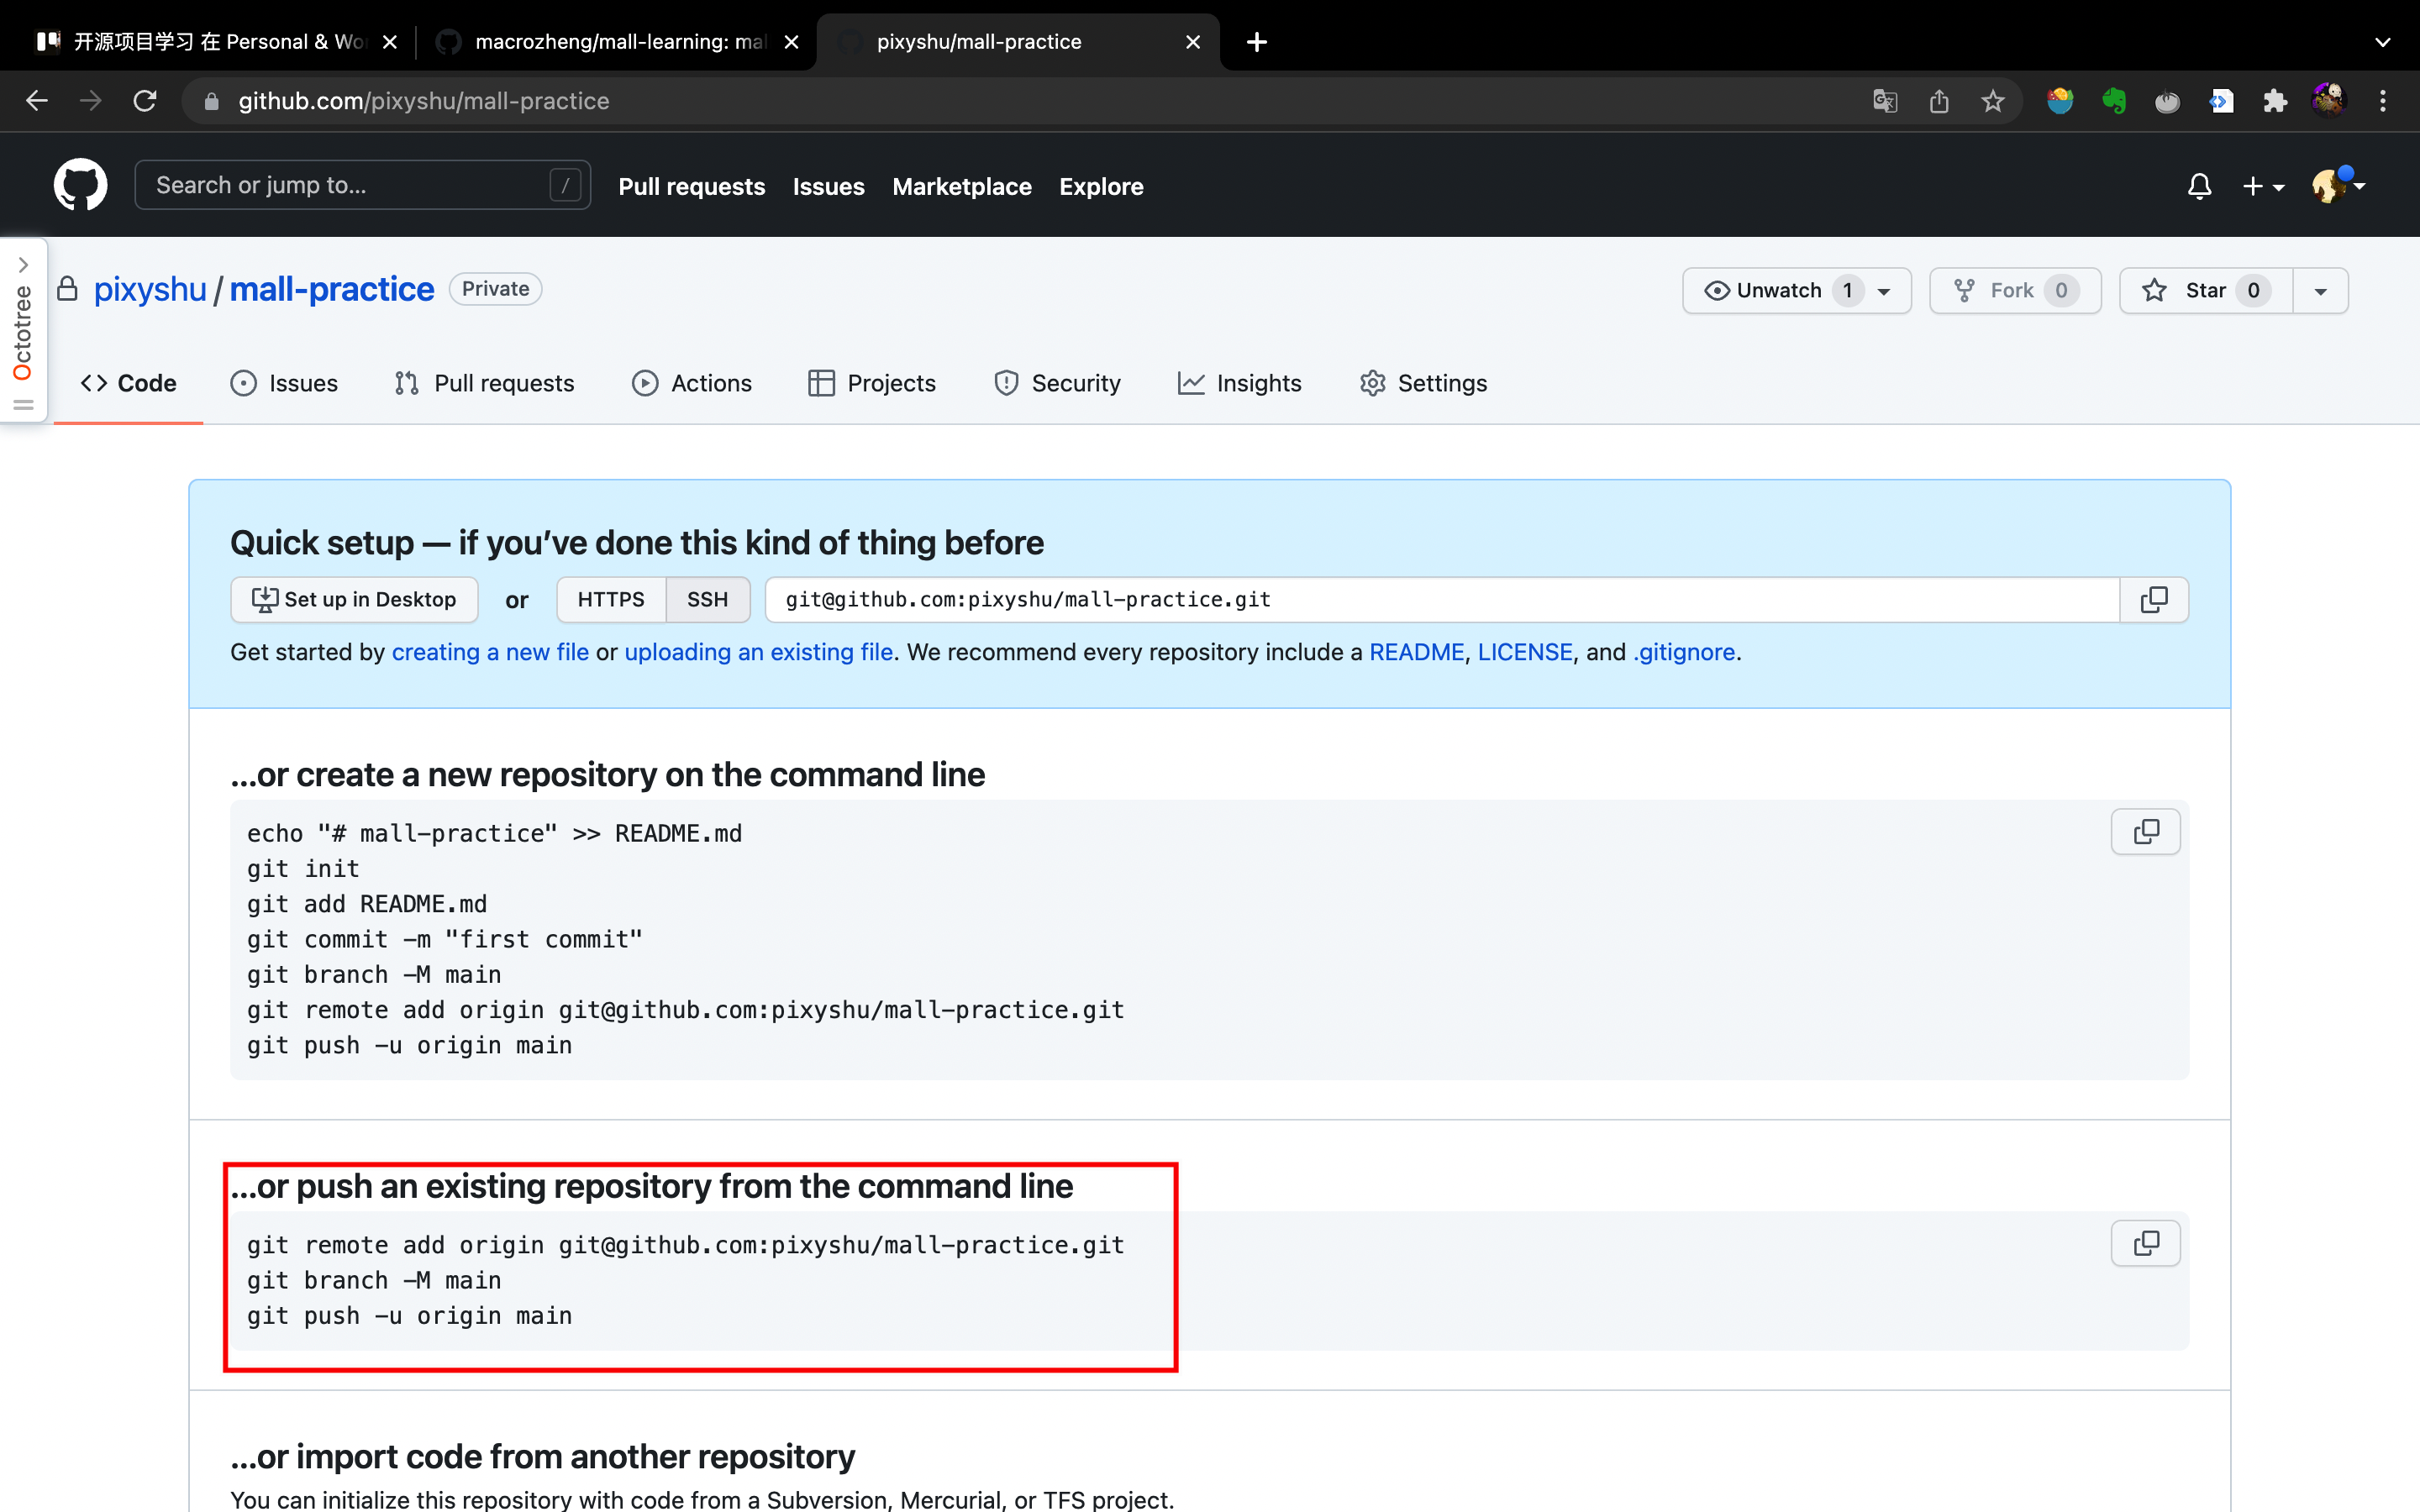 开源项目学习 在 Personal & Wo
macrozheng/mall-learning: mal
pixyshu/mall-practice
github.com/pixyshu/mall-practice
Search or jump to...
/
Pull requests
Issues
Marketplace
Explore
Octotree
pixyshu / mall-practice
Private
Unwatch 1
Fork 0
Star 0
Code
Issues
Pull requests
Actions
Projects
Security
Insights
Settings
Quick setup — if you’ve done this kind of thing before
Set up in Desktop
or
HTTPS
SSH
git@github.com:pixyshu/mall-practice.git
Get started by creating a new file or uploading an existing file. We recommend every repository include a README, LICENSE, and .gitignore.
…or create a new repository on the command line
echo "# mall-practice" >> README.md
git init
git add README.md
git commit -m "first commit"
git branch -M main
git remote add origin git@github.com:pixyshu/mall-practice.git
git push -u origin main
…or push an existing repository from the command line
git remote add origin git@github.com:pixyshu/mall-practice.git
git branch -M main
git push -u origin main
…or import code from another repository
You can initialize this repository with code from a Subversion, Mercurial, or TFS project.